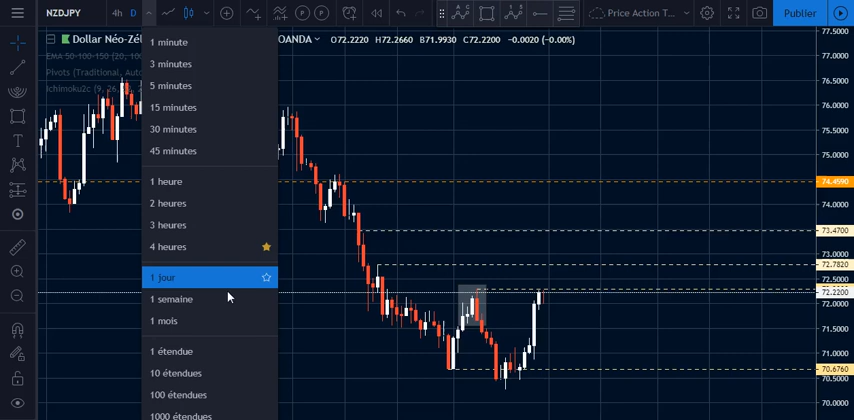 NZDJPY 4h D Price Action T... Publier
Dollar Néo-Zél OANDA O72.2220 H72.2660 B71.9930 C72.2200 -0.0020 (-0.00%)
EMA 50-100-150 (20, 100
Pivots (Traditional, Auto
Ichimoku2c (9, 26,
1 minute
3 minutes
5 minutes
15 minutes
30 minutes
45 minutes
1 heure
2 heures
3 heures
4 heures
1 jour
1 semaine
1 mois
1 étendue
10 étendues
100 étendues
1000 étendues
77.5000
77.0000
76.5000
76.0000
75.5000
75.0000
74.4590
74.0000
73.4700
73.0000
72.7820
72.5000
72.2200
72.0000
71.5000
71.0000
70.6760
70.5000
70.0000